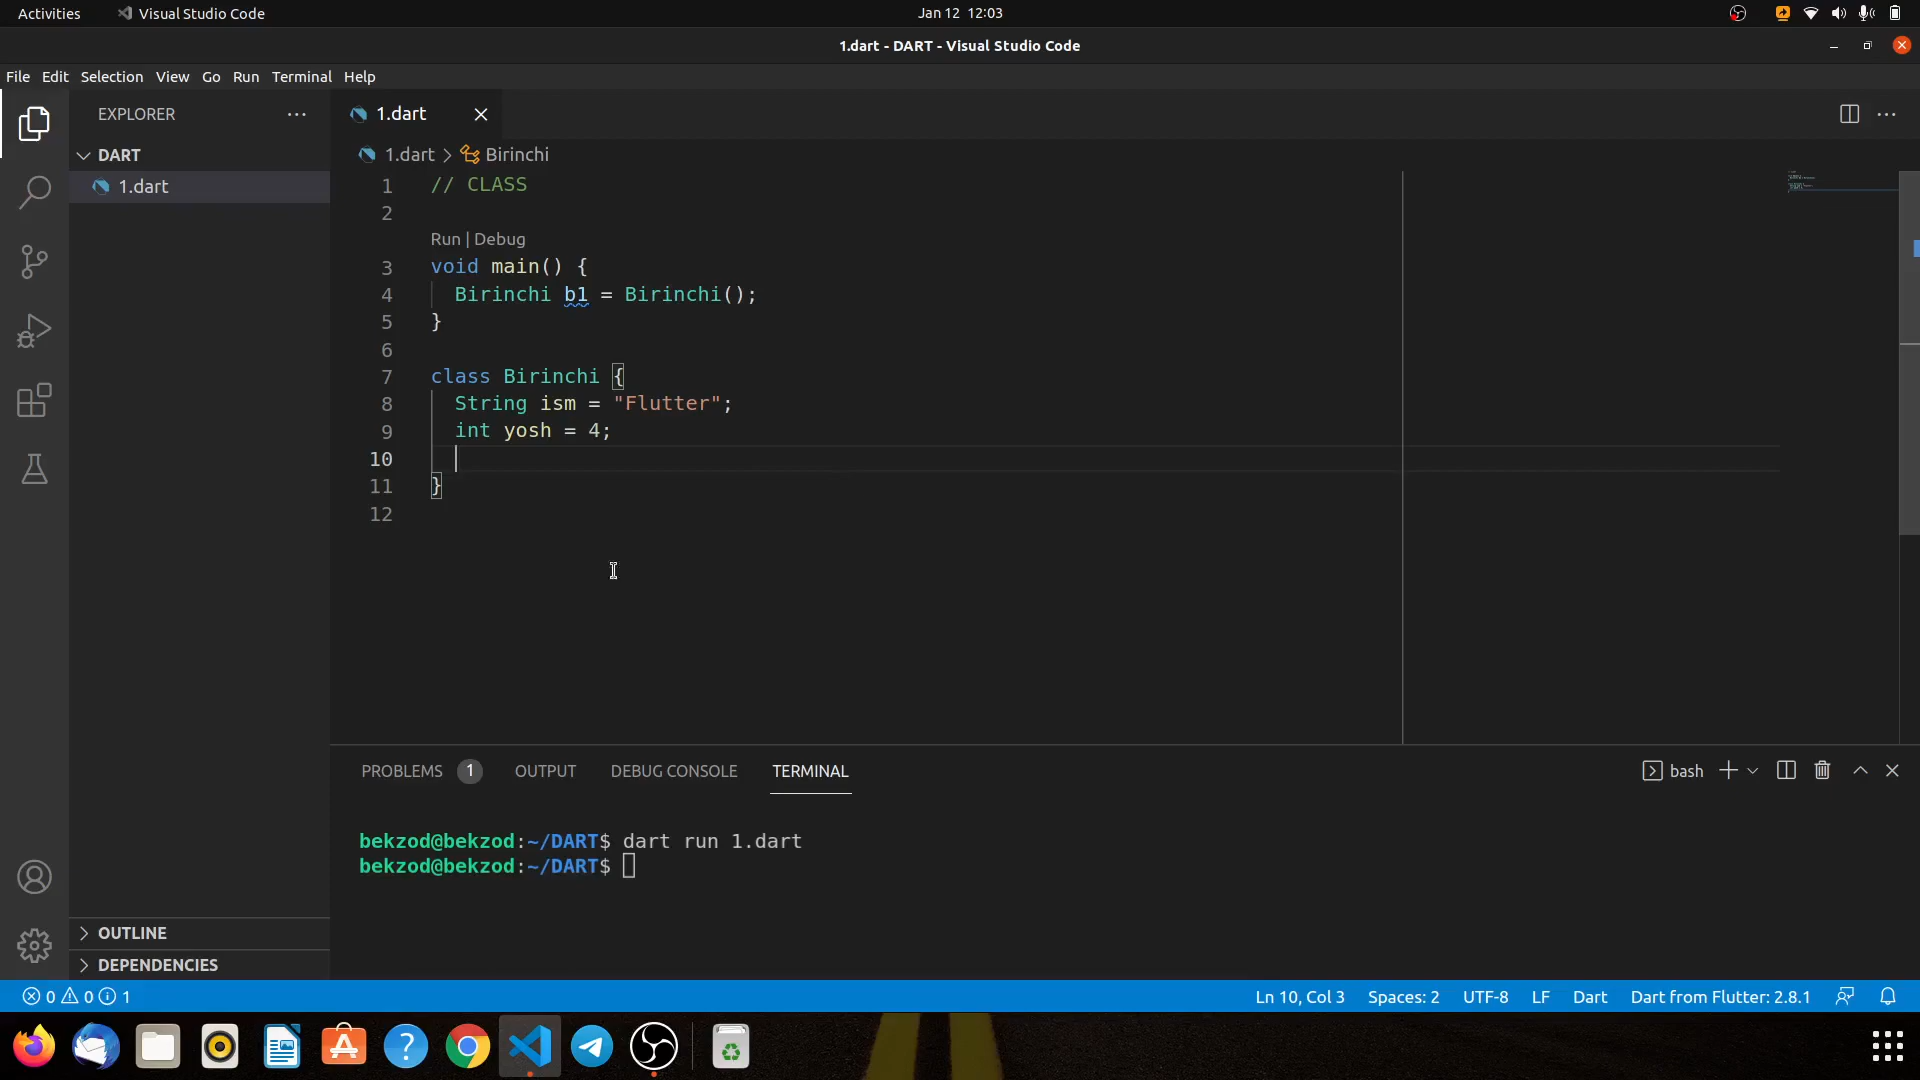 Activities
Visual Studio Code
Jan 12 12:03
1.dart - DART - Visual Studio Code
File Edit Selection View Go Run Terminal Help
EXPLORER
DART
1.dart
OUTLINE
DEPENDENCIES
1.dart
1.dart > Birinchi
1 // CLASS
2
Run | Debug
3 void main() {
4 Birinchi b1 = Birinchi();
5 }
6
7 class Birinchi {
8 String ism = "Flutter";
9 int yosh = 4;
10
11 }
12
PROBLEMS 1 OUTPUT DEBUG CONSOLE TERMINAL
bash
bekzod@bekzod:~/DART$ dart run 1.dart
bekzod@bekzod:~/DART$
0 0 1
Ln 10, Col 3 Spaces: 2 UTF-8 LF Dart Dart from Flutter: 2.8.1